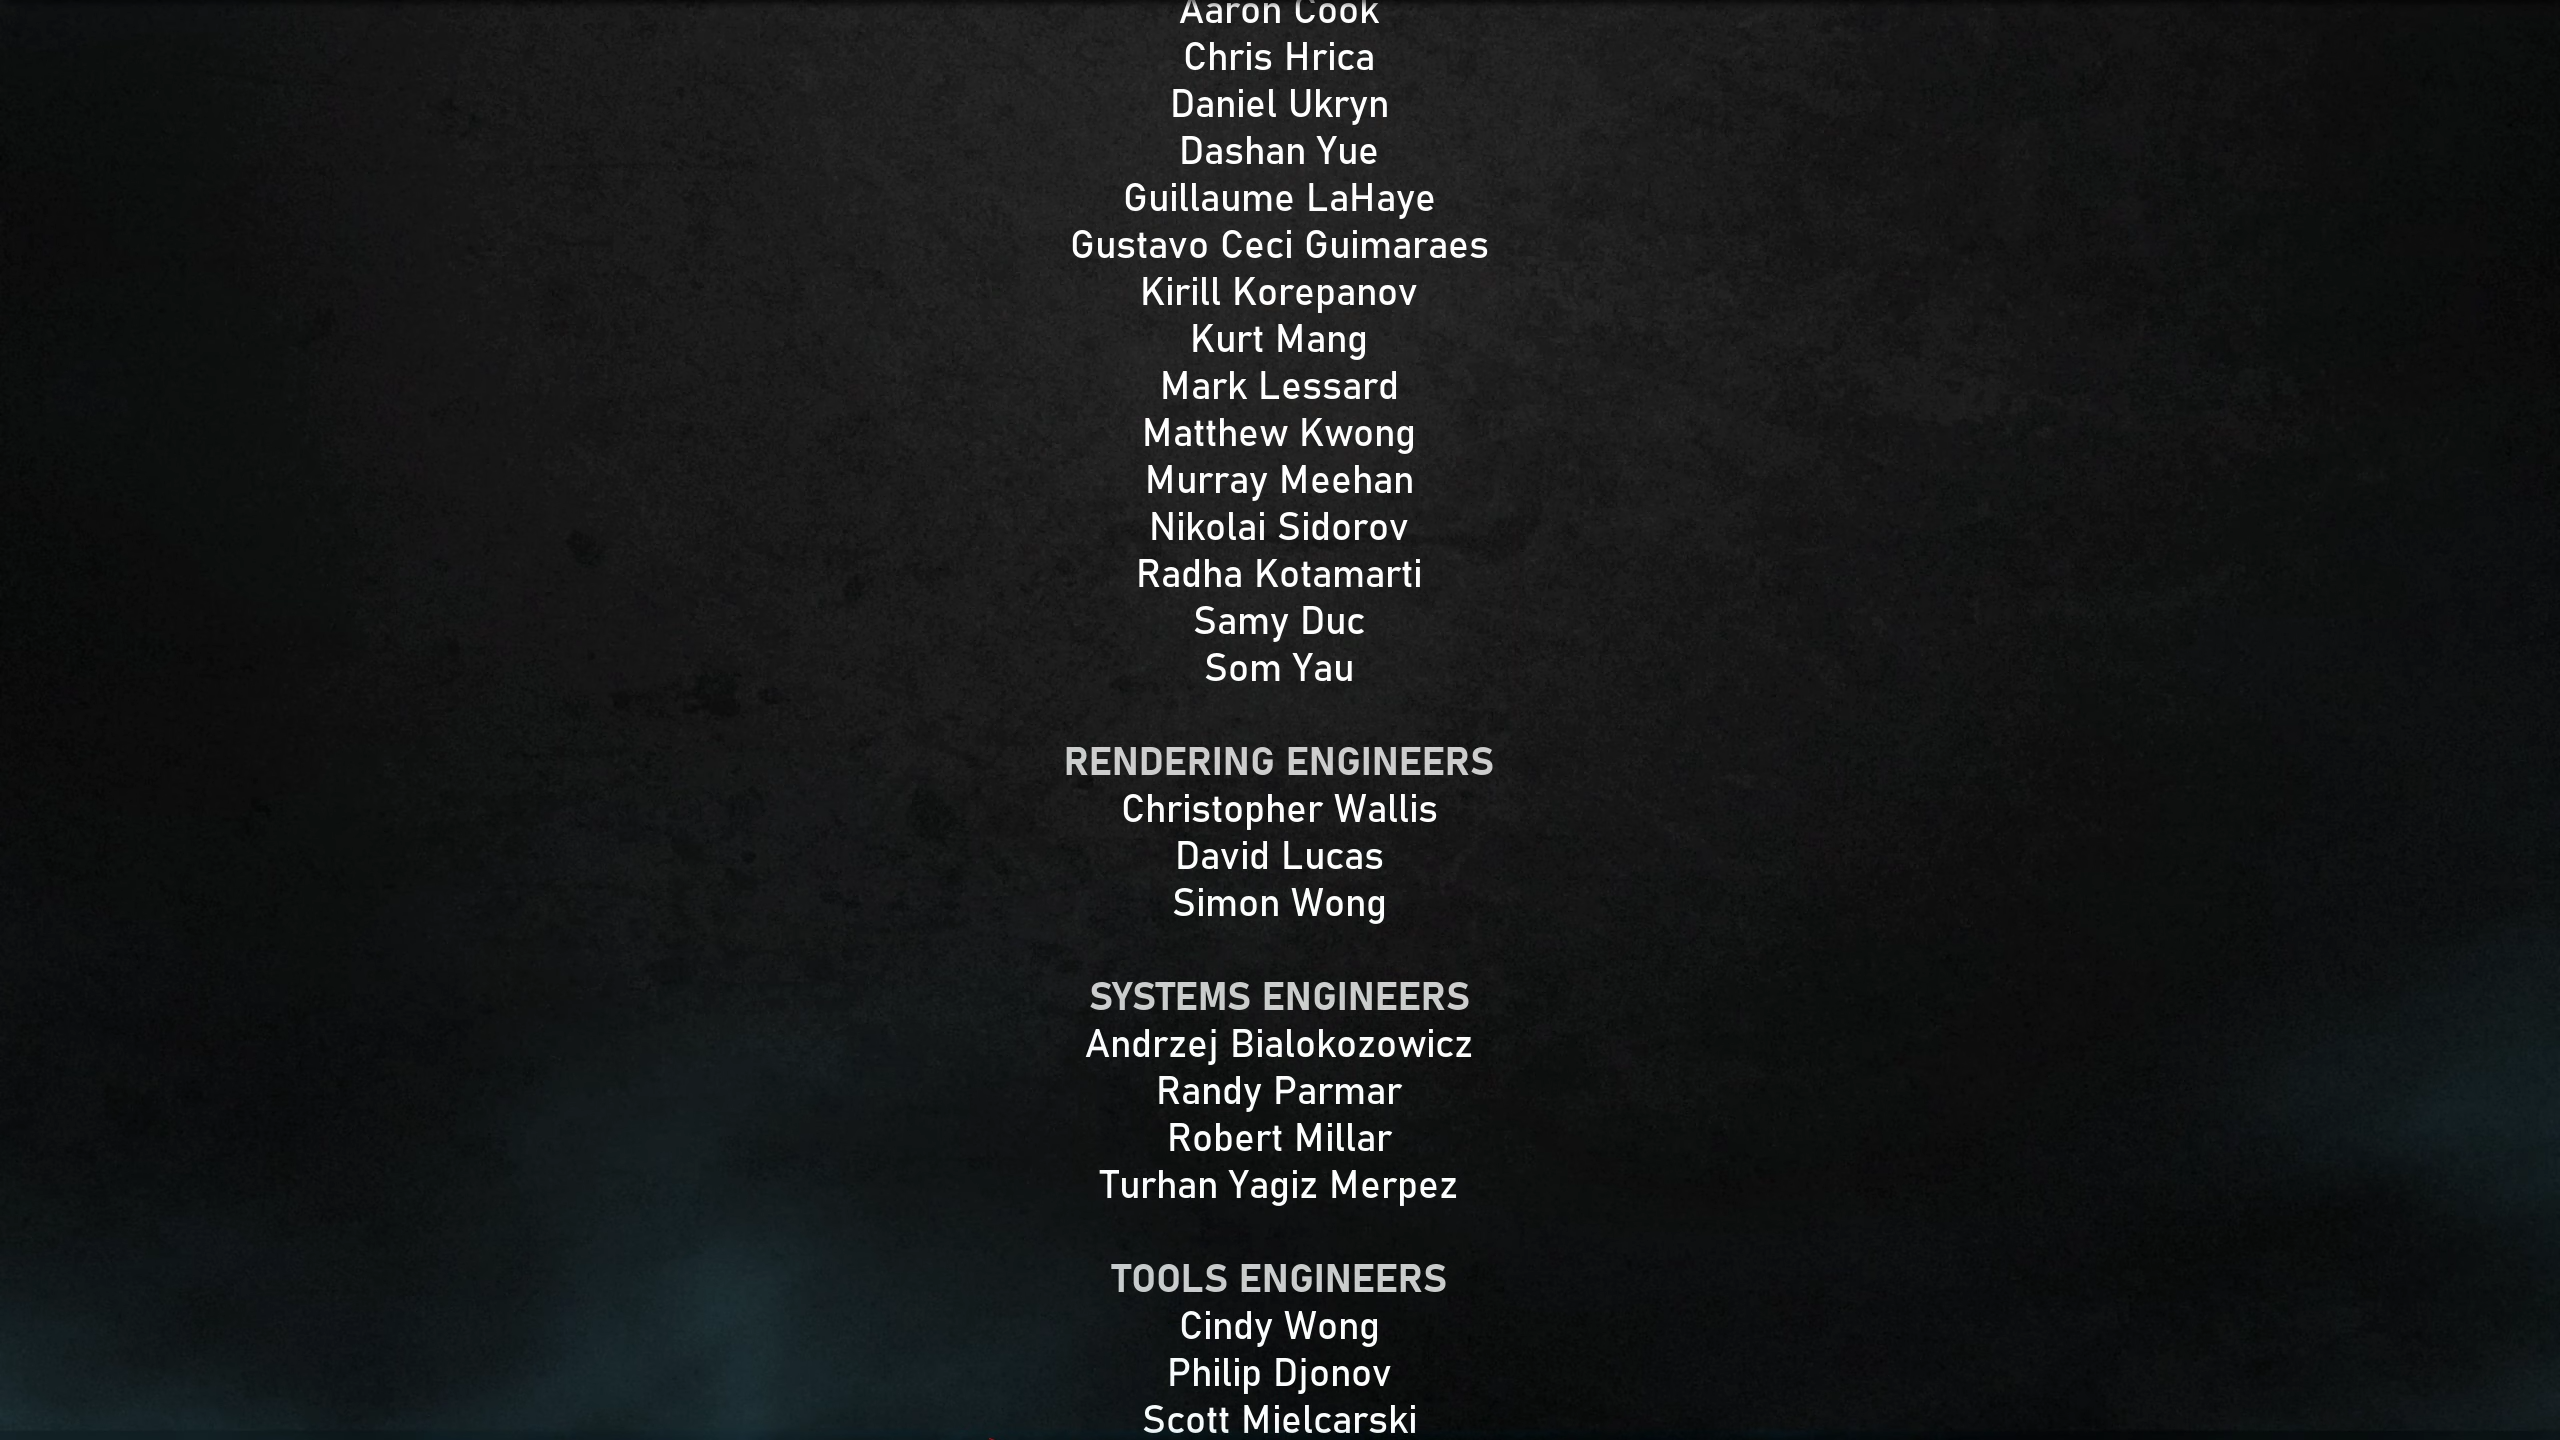 Aaron Cook
Chris Hrica
Daniel Ukryn
Dashan Yue
Guillaume LaHaye
Gustavo Ceci Guimaraes
Kirill Korepanov
Kurt Mang
Mark Lessard
Matthew Kwong
Murray Meehan
Nikolai Sidorov
Radha Kotamarti
Samy Duc
Som Yau
RENDERING ENGINEERS
Christopher Wallis
David Lucas
Simon Wong
SYSTEMS ENGINEERS
Andrzej Bialokozowicz
Randy Parmar
Robert Millar
Turhan Yagiz Merpez
TOOLS ENGINEERS
Cindy Wong
Philip Djonov
Scott Mielcarski